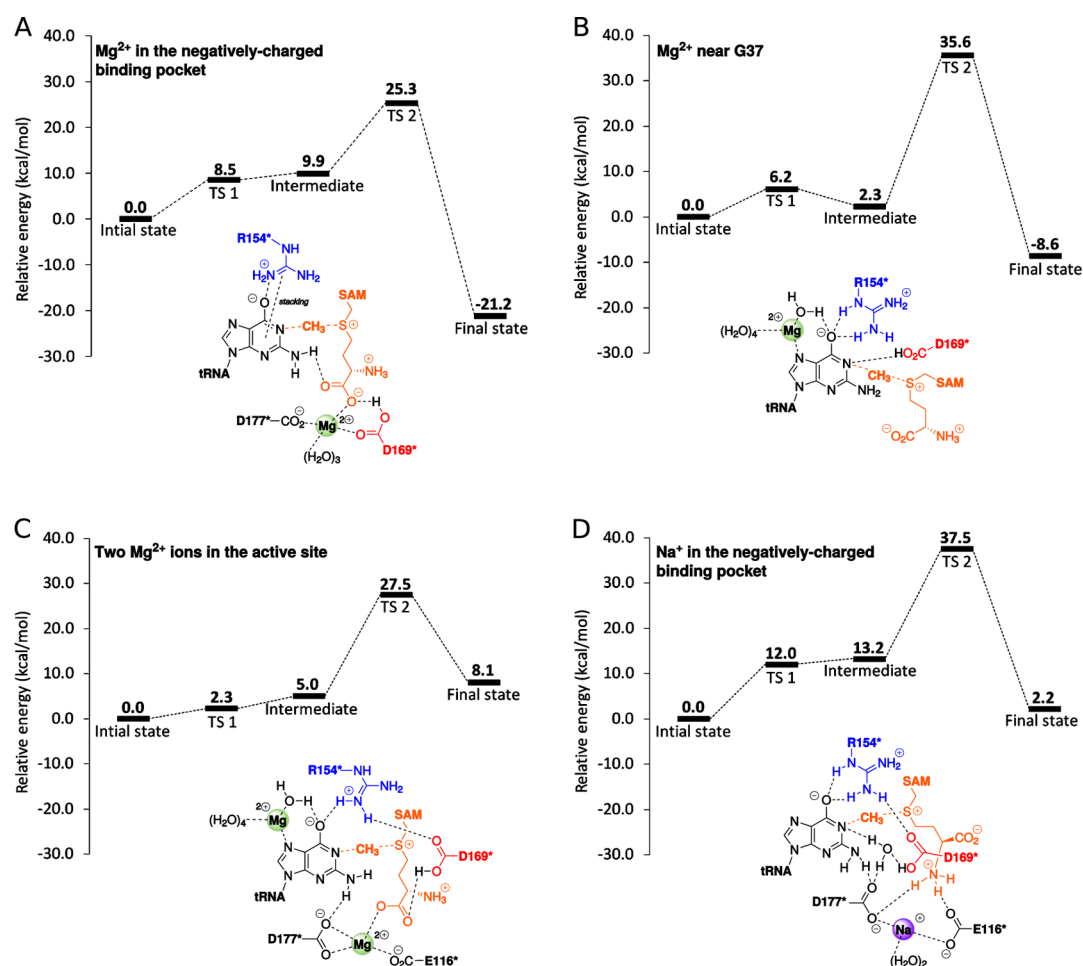 A
Mg2+ in the negatively-charged
binding pocket
Relative energy (kcal/mol)
40.0
30.0
20.0
10.0
0.0
-10.0
-20.0
-30.0
0.0
Intial state
8.5
TS 1
9.9
Intermediate
25.3
TS 2
-21.2
Final state
R154*
NH
⊕
H2N
NH2
⊖
O
stacking
SAM
N
N
CH3
S
⊕
N
N
N
H
H
tRNA
⊕
NH3
O
O
⊖
H
O
D177*
CO2
⊖
Mg
2⊕
O
(H2O)3
D169*
B
Mg2+ near G37
Relative energy (kcal/mol)
40.0
30.0
20.0
10.0
0.0
-10.0
-20.0
-30.0
0.0
Intial state
6.2
TS 1
2.3
Intermediate
35.6
TS 2
-8.6
Final state
R154*
⊕
H
O
H
H
N
NH2
2⊕
Mg
(H2O)4
⊖
O
N
H
H
HO2C
D169*
N
N
N
N
CH3
NH2
S
⊕
SAM
tRNA
⊖
O2C
NH3
⊕
C
Two Mg2+ ions in the active site
Relative energy (kcal/mol)
40.0
30.0
20.0
10.0
0.0
-10.0
-20.0
-30.0
0.0
Intial state
2.3
TS 1
5.0
Intermediate
27.5
TS 2
8.1
Final state
R154*
NH
NH2
H
N
⊕
H
H
O
H
2⊕
Mg
(H2O)4
⊖
O
SAM
N
N
CH3
S
⊕
O
D169*
HO
N
N
N
H
H
tRNA
NH3
⊕
O
O
⊖
O
D177*
O
Mg
2⊕
⊖
O2C
E116*
D
Na+ in the negatively-charged
binding pocket
Relative energy (kcal/mol)
40.0
30.0
20.0
10.0
0.0
-10.0
-20.0
-30.0
0.0
Intial state
12.0
TS 1
13.2
Intermediate
37.5
TS 2
2.2
Final state
R154*
⊕
H
N
NH2
H
N
H
SAM
⊖
O
S
⊕
N
N
CH3
CO2
⊖
H
O
O
D169*
N
N
N
H
H
H
HO
tRNA
⊕
N
H
H
H
D177*
O
O
⊖
Na
+
O
E116*
O
⊖
(H2O)2